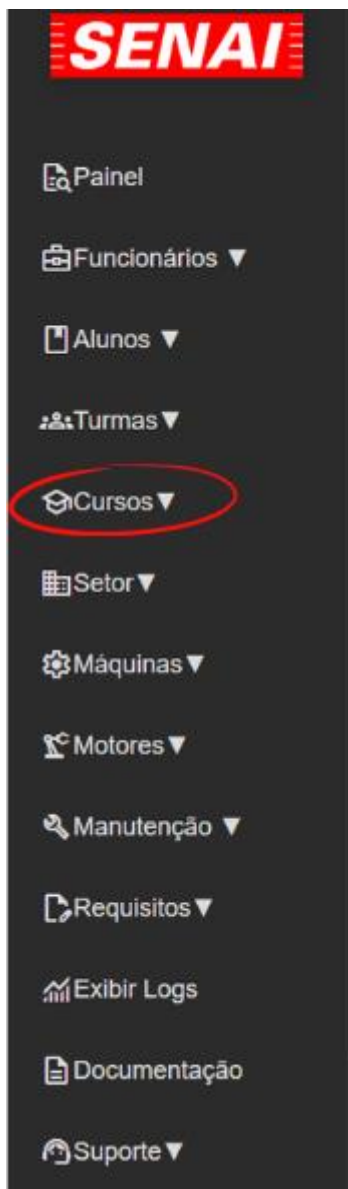 SENAI
Painel
Funcionários ▼
Alunos ▼
Turmas▼
Cursos▼
Setor▼
Máquinas▼
Motores▼
Manutenção ▼
Requisitos▼
Exibir Logs
Documentação
Suporte▼